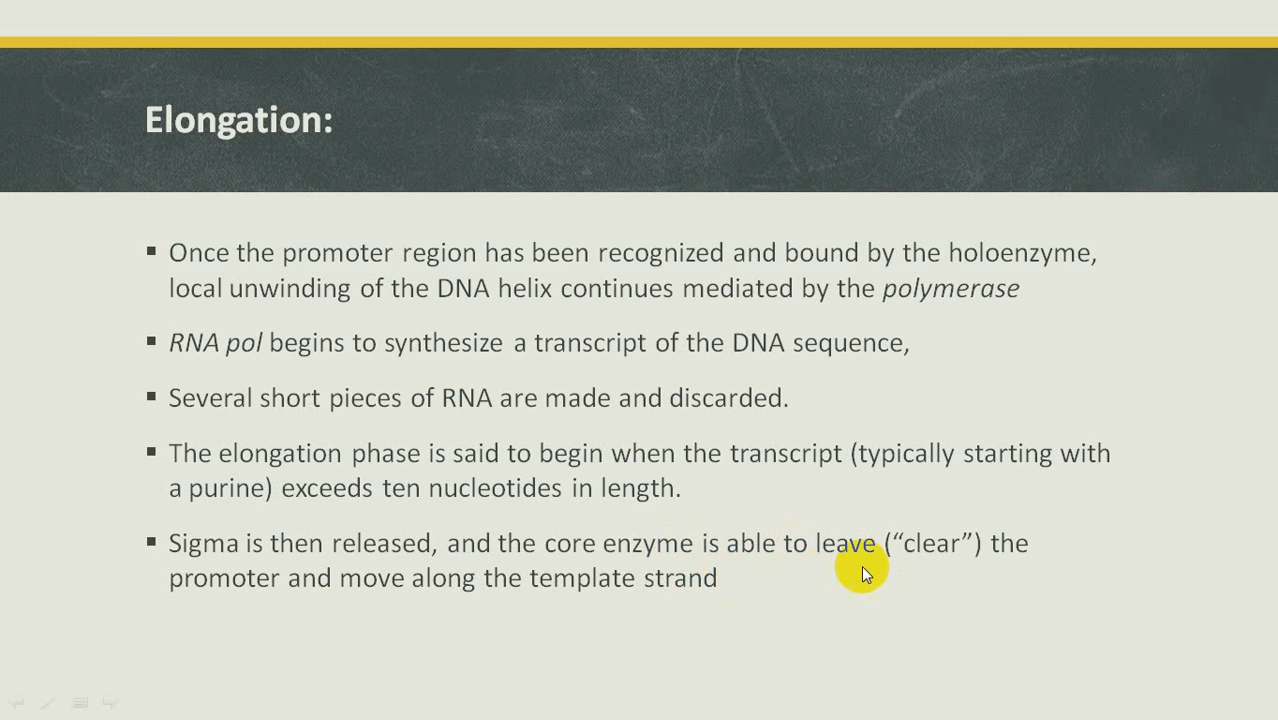 Elongation:
▪ Once the promoter region has been recognized and bound by the holoenzyme,
local unwinding of the DNA helix continues mediated by the polymerase
▪ RNA pol begins to synthesize a transcript of the DNA sequence,
▪ Several short pieces of RNA are made and discarded.
▪ The elongation phase is said to begin when the transcript (typically starting with
a purine) exceeds ten nucleotides in length.
▪ Sigma is then released, and the core enzyme is able to leave (“clear”) the
promoter and move along the template strand